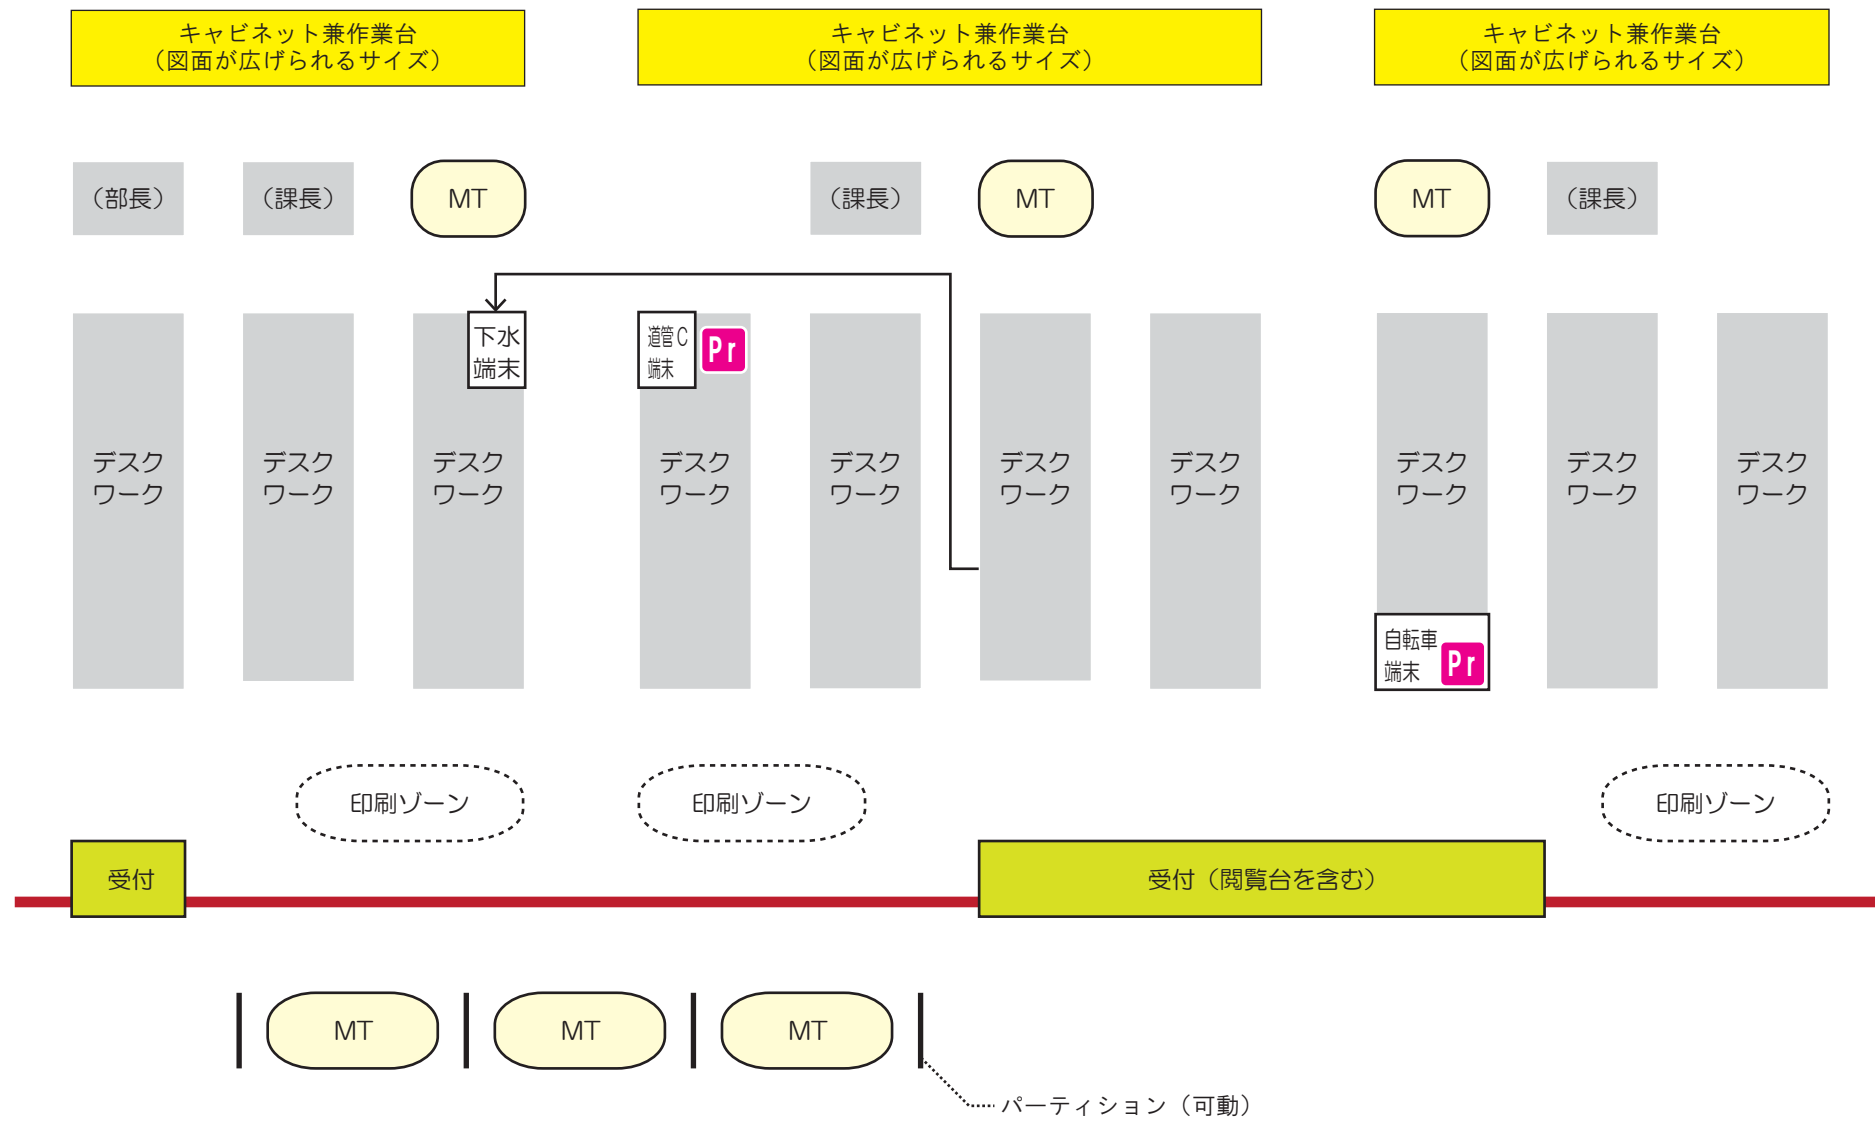 キャビネット兼作業台
（図面が広げられるサイズ）
キャビネット兼作業台
（図面が広げられるサイズ）
キャビネット兼作業台
（図面が広げられるサイズ）
（部長）
（課長）
MT
（課長）
MT
MT
（課長）
下水
端末
道管C
端末
Pr
デスク
ワーク
デスク
ワーク
デスク
ワーク
デスク
ワーク
デスク
ワーク
デスク
ワーク
デスク
ワーク
デスク
ワーク
デスク
ワーク
デスク
ワーク
自転車
端末
Pr
印刷ゾーン
印刷ゾーン
印刷ゾーン
受付
受付（閲覧台を含む）
MT
MT
MT
パーティション（可動）